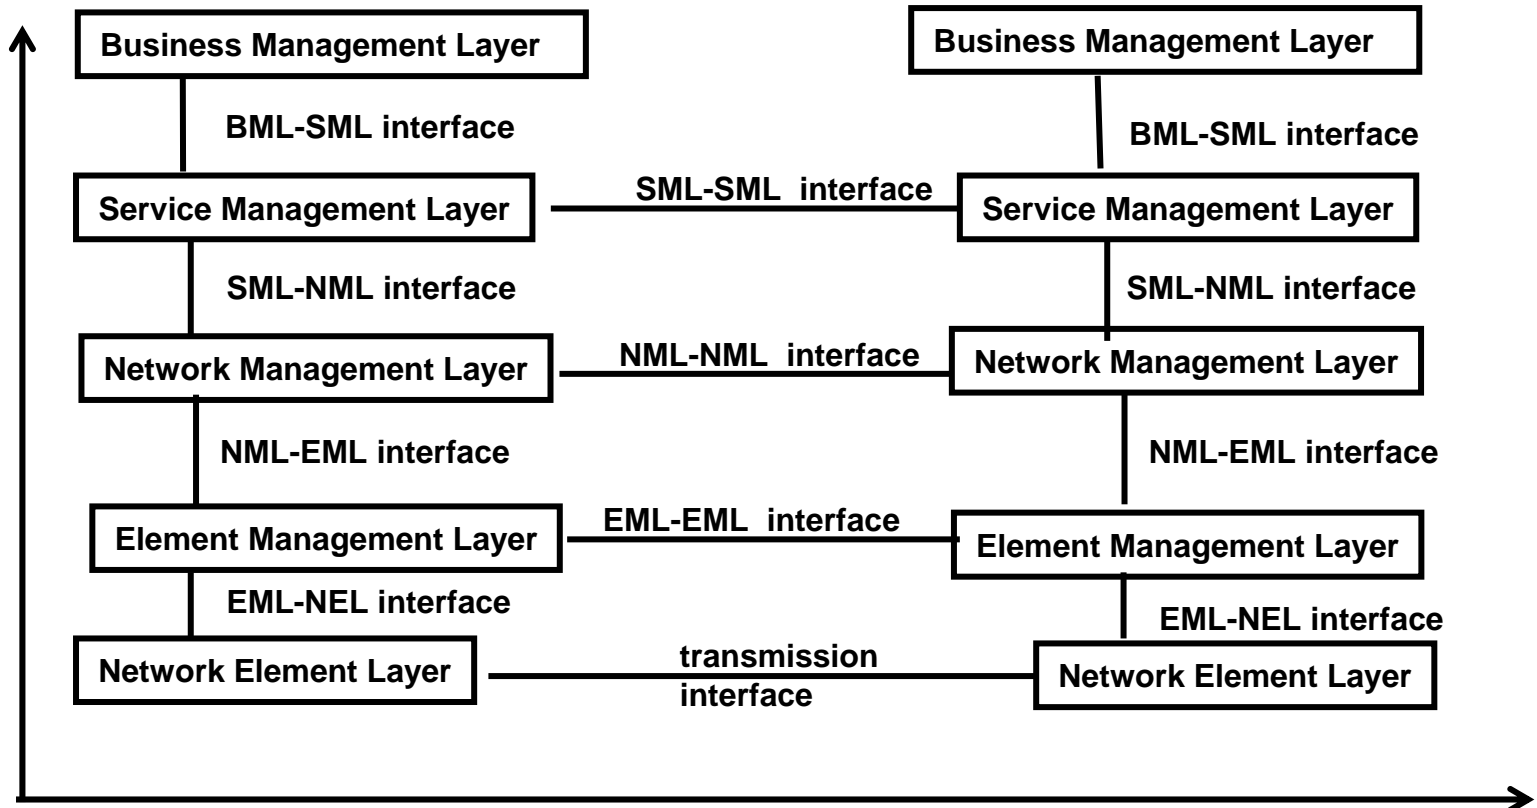 Business Management Layer
Business Management Layer
BML-SML interface
BML-SML interface
SML-SML interface
Service Management Layer
Service Management Layer
SML-NML interface
SML-NML interface
NML-NML interface
Network Management Layer
Network Management Layer
NML-EML interface
NML-EML interface
EML-EML interface
Element Management Layer
Element Management Layer
EML-NEL interface
EML-NEL interface
transmission
interface
Network Element Layer
Network Element Layer